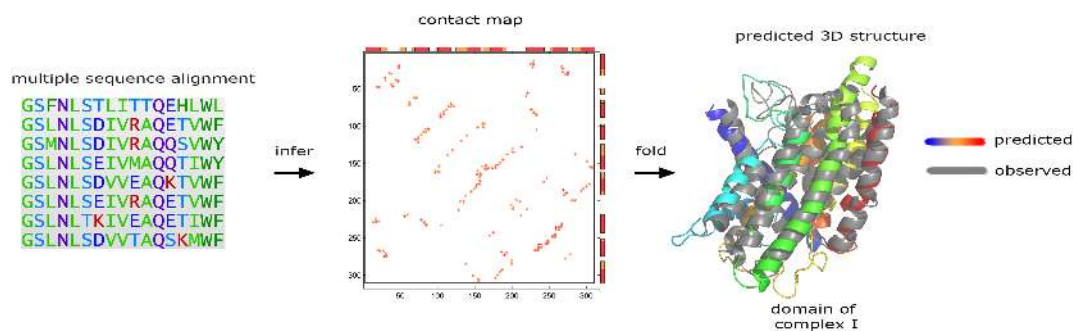 contact map
predicted 3D structure
multiple sequence alignment
GSFNLSTLITTQEHLWL
GSLNLSDIVRAQETVWF
GSMNLSDIVRAQQSVWY
GSLNLSEIVMAQQTIWY
GSLNLSDVVEAQKTVWF
GSLNLSEIVRAQETVWF
GSLNLTKIVEAQETIWF
GSLNLSDVVTAQSKMWF
infer
fold
predicted
observed
50
100
150
200
250
300
50
100
150
200
250
300
domain of
complex I